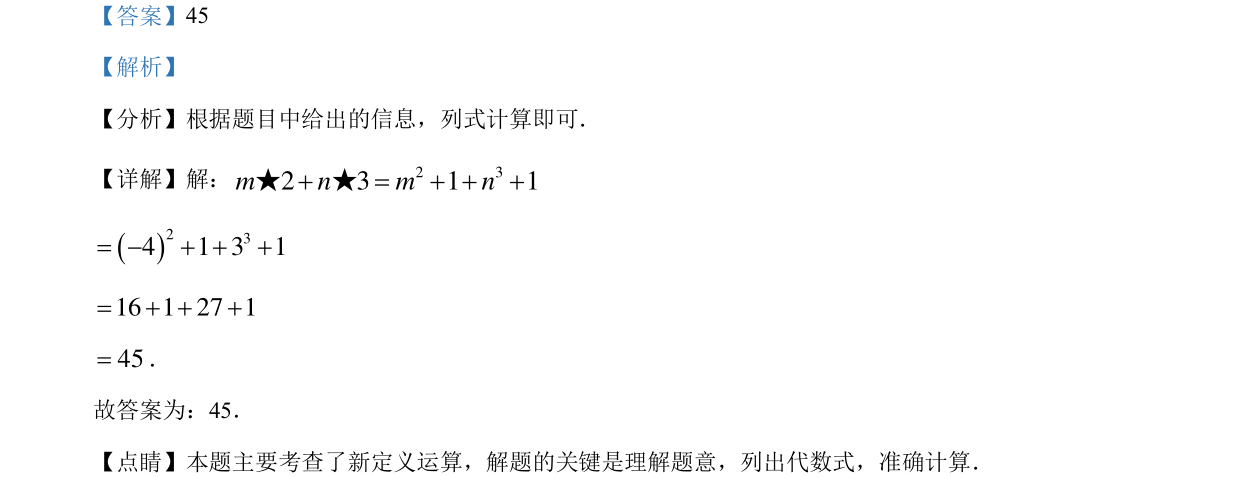 【答案】45
【解析】
【分析】根据题目中给出的信息，列式计算即可．
【详解】解：m★2+n★3=m²+1+n³+1
=(−4)²+1+3³+1
=16+1+27+1
=45．
故答案为：45．
【点睛】本题主要考查了新定义运算，解题的关键是理解题意，列出代数式，准确计算．